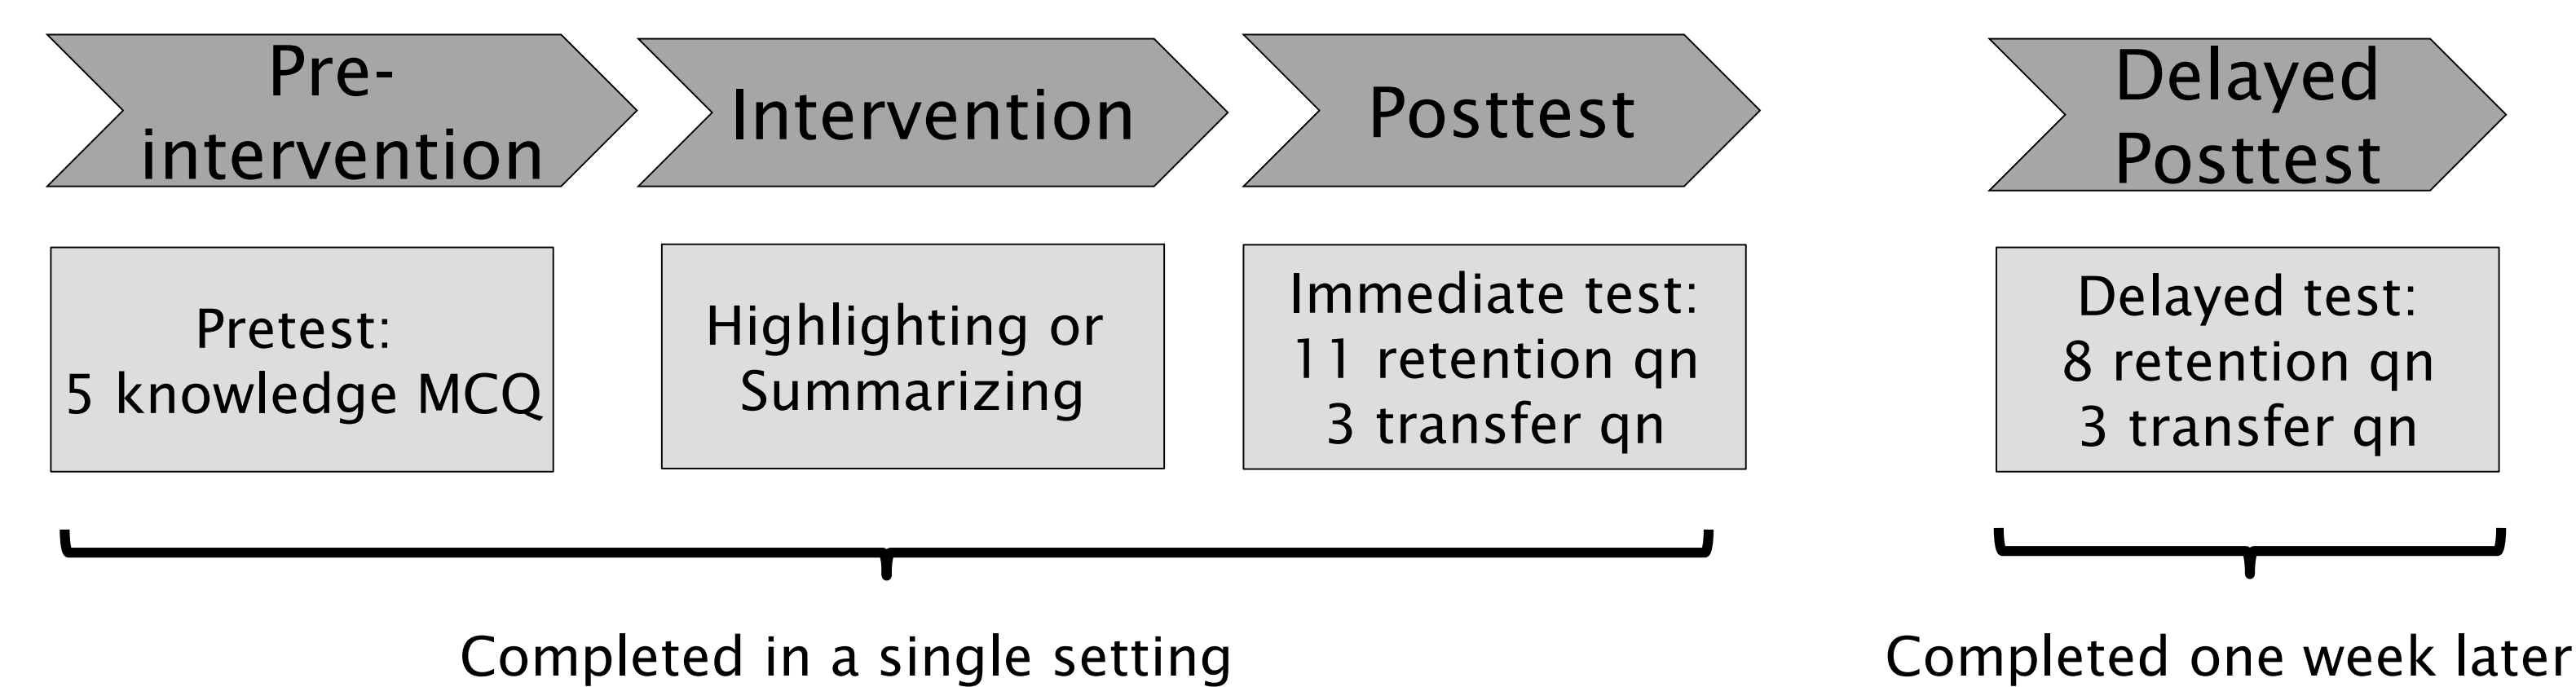 Pre-
intervention
Intervention
Posttest
Delayed
Posttest
Pretest:
5 knowledge MCQ
Highlighting or
Summarizing
Immediate test:
11 retention qn
3 transfer qn
Delayed test:
8 retention qn
3 transfer qn
Completed in a single setting
Completed one week later